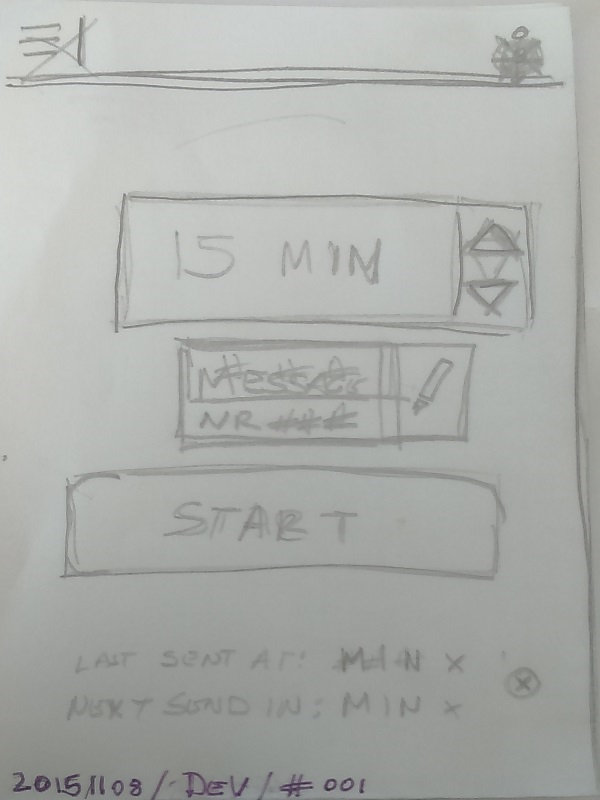 15 MIN
MESSAGE
NR ###
START
LAST SENT AT: MIN X
NEXT SEND IN: MIN X
20151108 / DEV / # 001